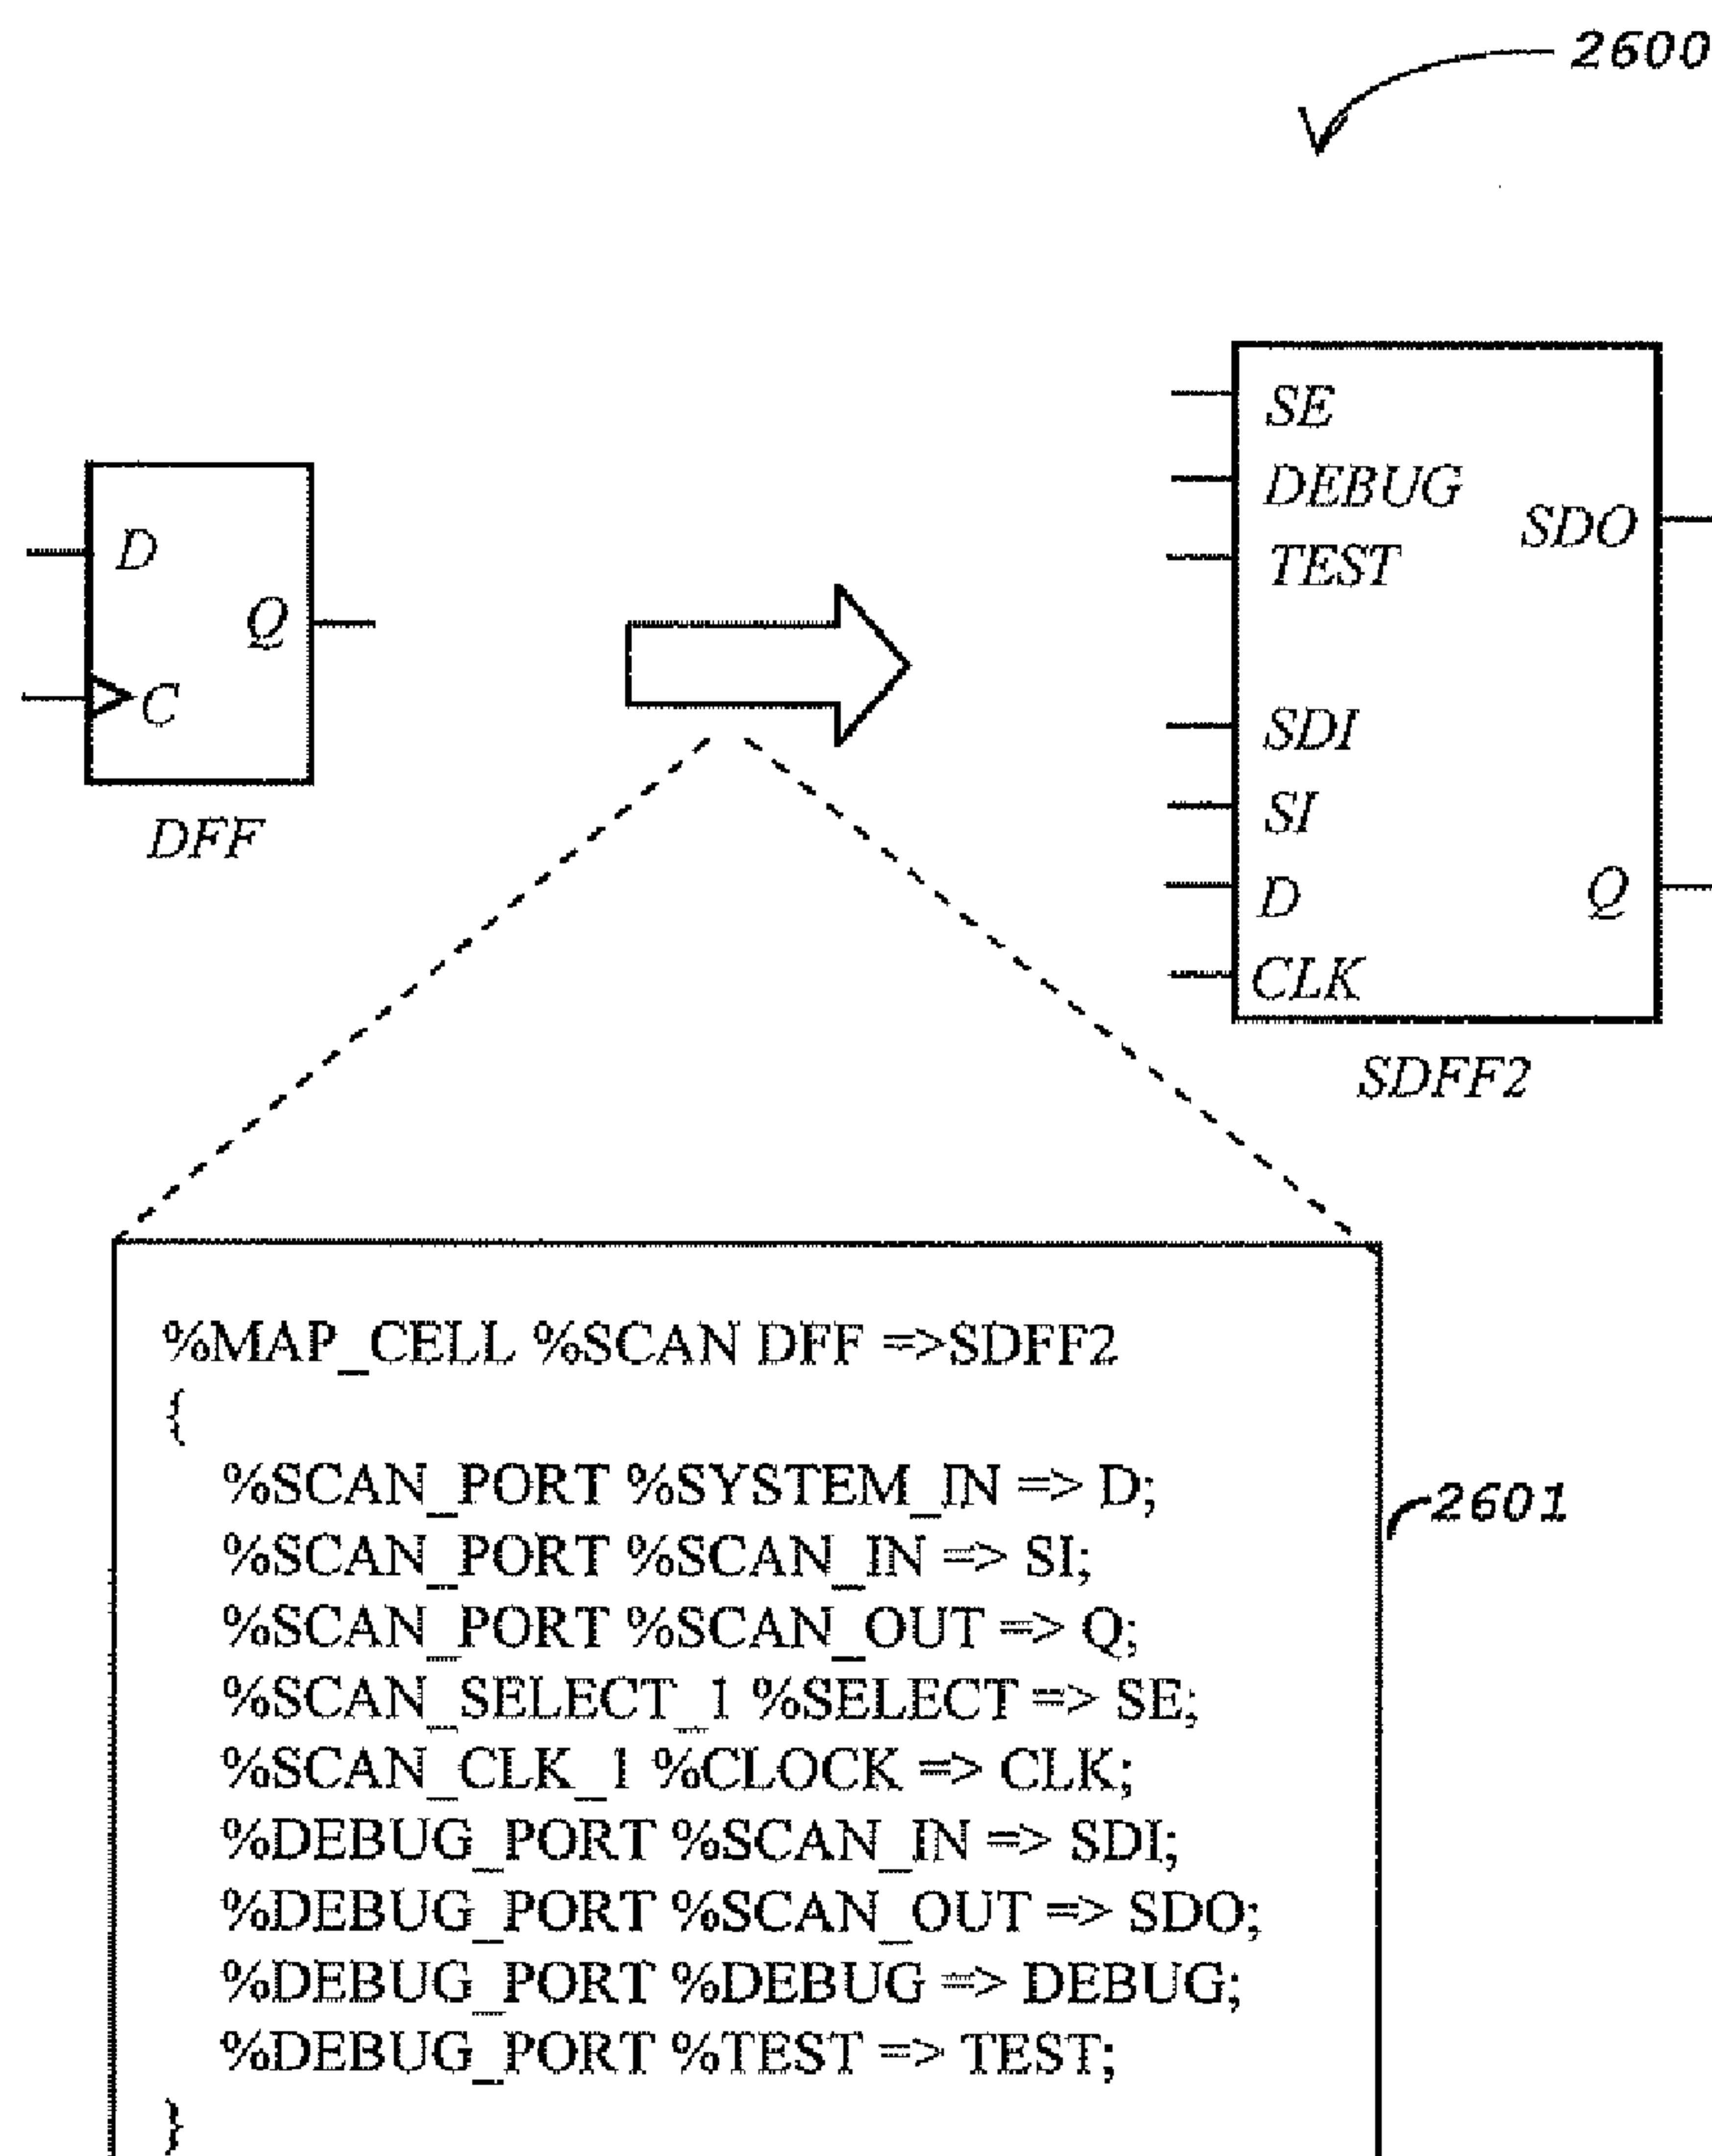 2600
SE
DEBUG
SDO
TEST
D
Q
C
DFF
SDI
SI
D
Q
CLK
SDFF2
%MAP_CELL %SCAN DFF =>SDFF2
{
%SCAN_PORT %SYSTEM_IN => D;
%SCAN_PORT %SCAN_IN => SI;
%SCAN_PORT %SCAN_OUT => Q;
%SCAN_SELECT_1 %SELECT => SE;
%SCAN_CLK_1 %CLOCK => CLK;
%DEBUG_PORT %SCAN_IN => SDI;
%DEBUG_PORT %SCAN_OUT => SDO;
%DEBUG_PORT %DEBUG => DEBUG;
%DEBUG_PORT %TEST => TEST;
}
2601